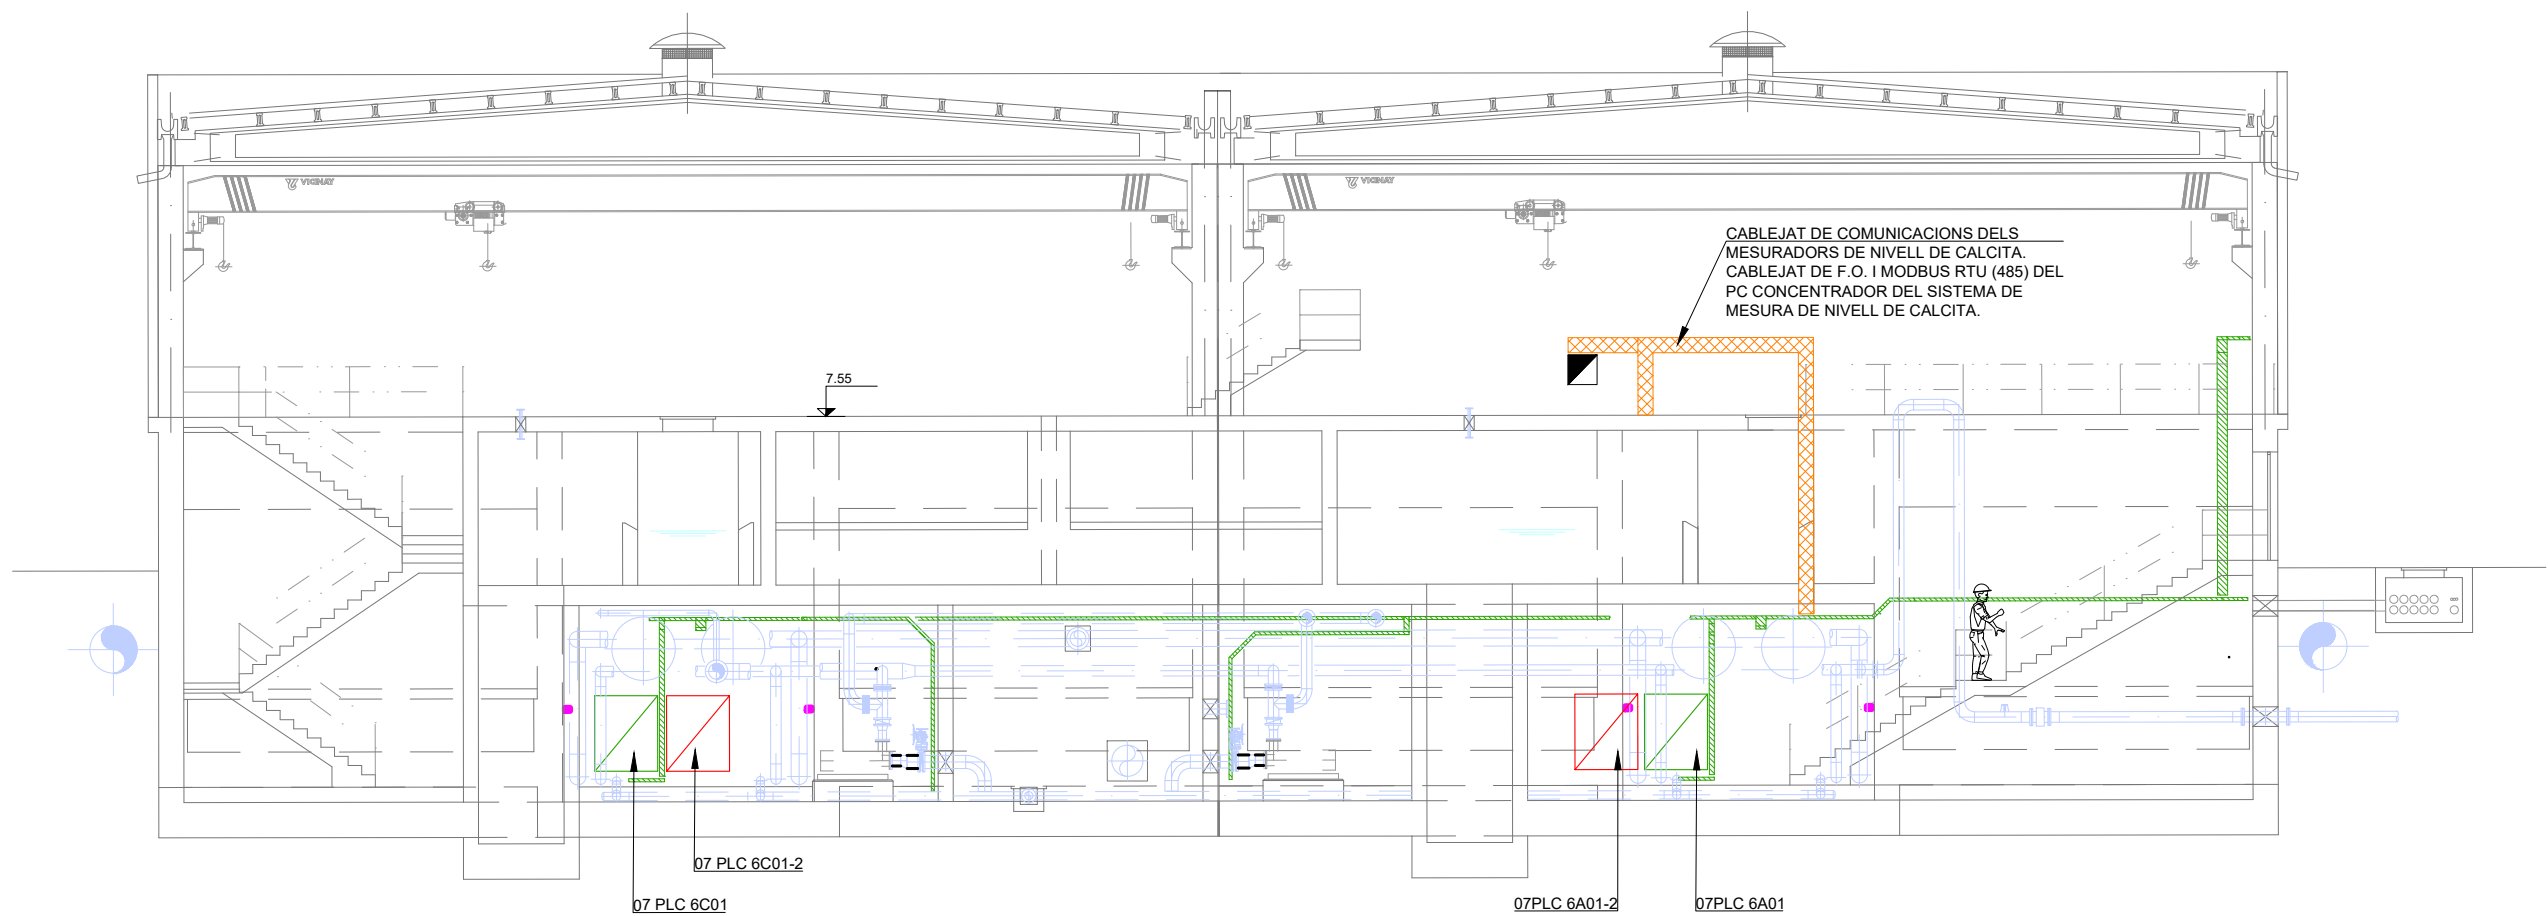 VICINAY
VICINAY
CABLEJAT DE COMUNICACIONS DELS
MESURADORS DE NIVELL DE CALCITA.
CABLEJAT DE F.O. I MODBUS RTU (485) DEL
PC CONCENTRADOR DEL SISTEMA DE
MESURA DE NIVELL DE CALCITA.
7.55
07 PLC 6C01-2
07 PLC 6C01
07PLC 6A01-2
07PLC 6A01